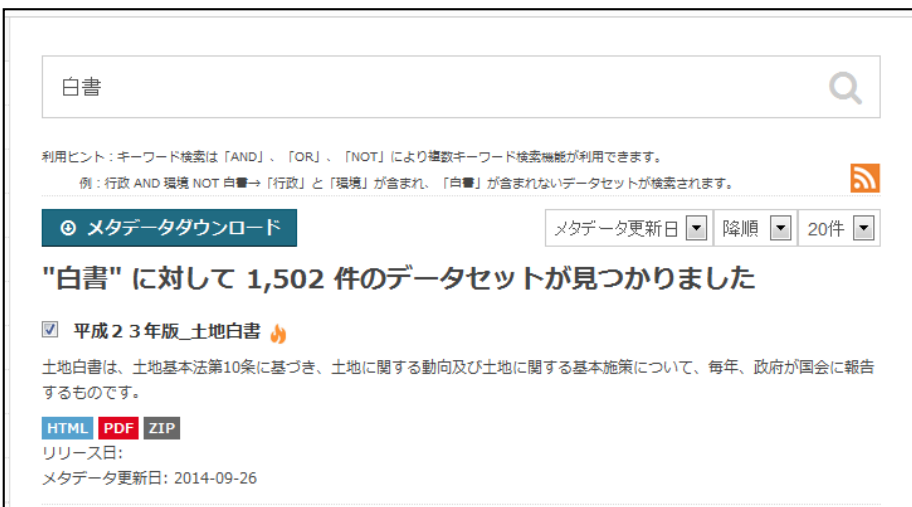 白書
利用ヒント：キーワード検索は「AND」、「OR」、「NOT」により複数キーワード検索機能が利用できます。
例：行政 AND 環境 NOT 白書→「行政」と「環境」が含まれ、「白書」が含まれないデータセットが検索されます。
メタデータダウンロード
メタデータ更新日 降順 20件
"白書" に対して 1,502 件のデータセットが見つかりました
平成２３年版_土地白書
土地白書は、土地基本法第10条に基づき、土地に関する動向及び土地に関する基本施策について、毎年、政府が国会に報告
するものです。
HTML PDF ZIP
リリース日:
メタデータ更新日: 2014-09-26